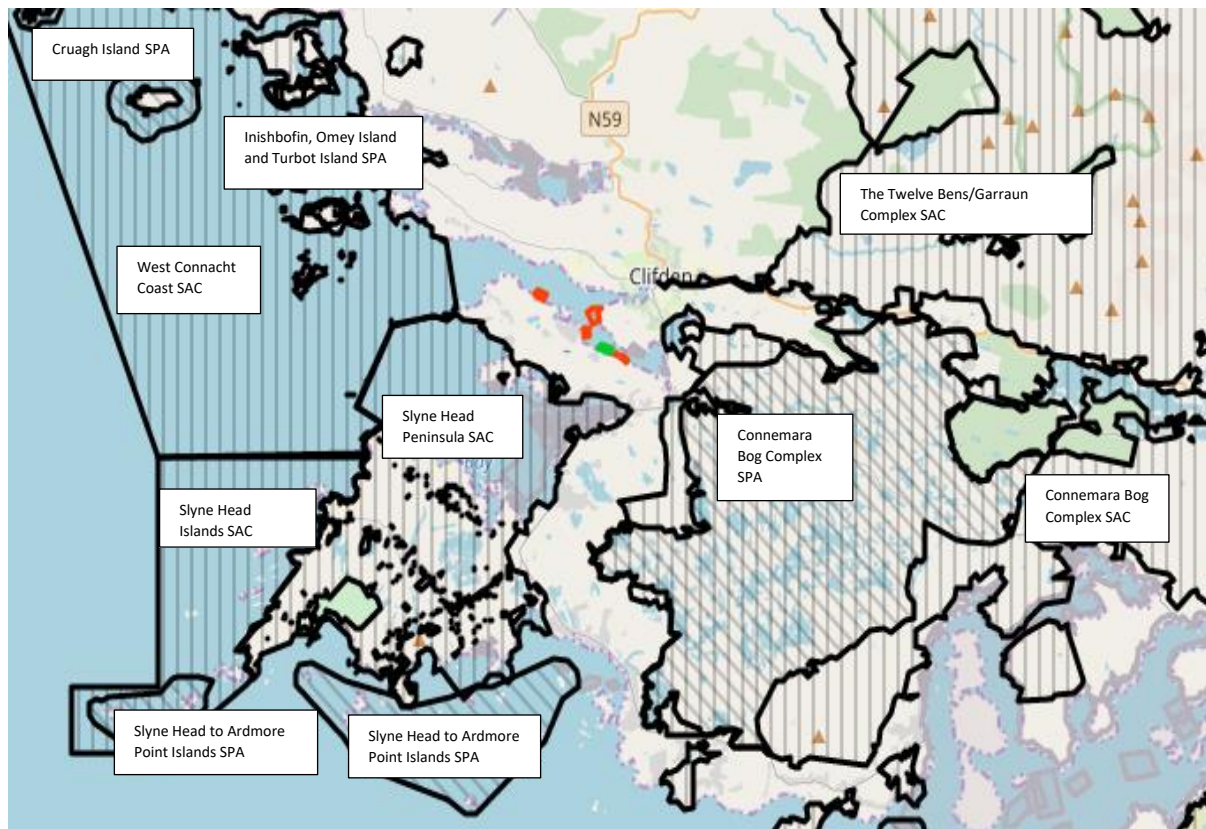 Cruagh Island SPA
N59
Inishbofin, Omey Island
and Turbot Island SPA
The Twelve Bens/Garraun
Complex SAC
West Connacht
Coast SAC
Clifden
Slyne Head
Peninsula SAC
Connemara
Bog Complex
SPA
Slyne Head
Islands SAC
Connemara Bog
Complex SAC
Slyne Head to Ardmore
Point Islands SPA
Slyne Head to Ardmore
Point Islands SPA